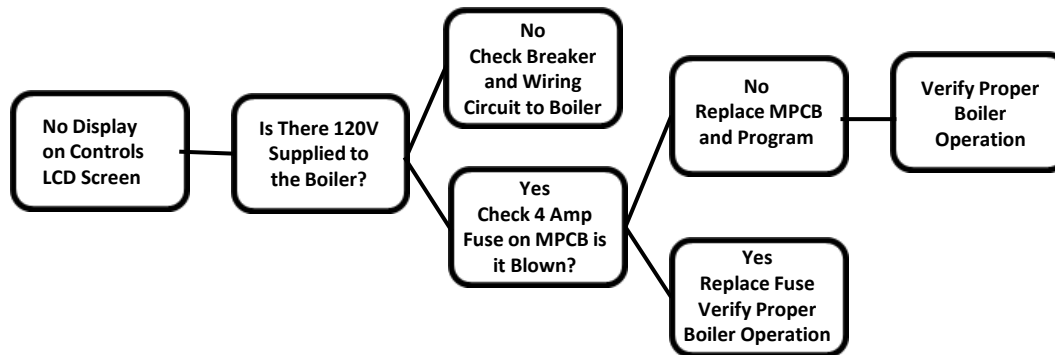 No Display
on Controls
LCD Screen
Is There 120V
Supplied to
the Boiler?
No
Check Breaker
and Wiring
Circuit to Boiler
Yes
Check 4 Amp
Fuse on MPCB is
it Blown?
No
Replace MPCB
and Program
Verify Proper
Boiler
Operation
Yes
Replace Fuse
Verify Proper
Boiler Operation